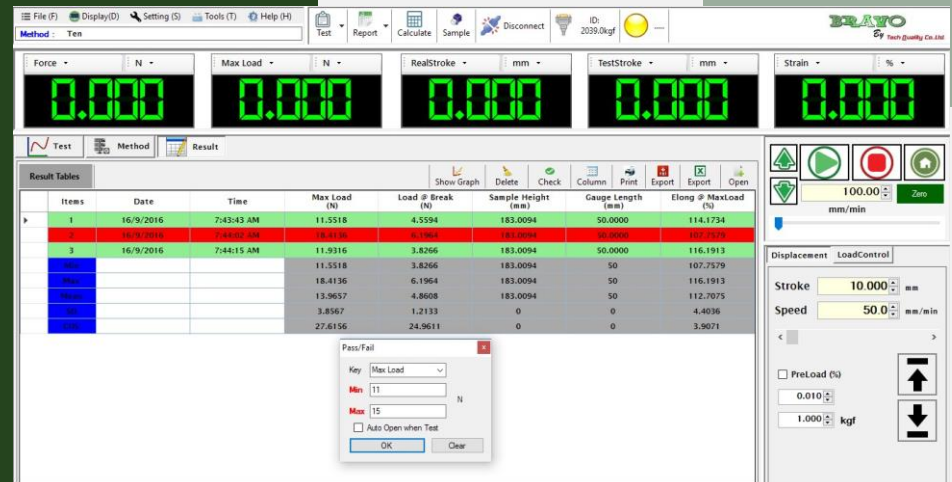 File (F) Display(D) Setting (S) Tools (T) Help (H)
Method : Ten
Test Report Calculate Sample Disconnect ID: 2039.0kgf ---
BRAVO
By Tech Quality Co.Ltd
Force N Max Load N RealStroke mm TestStroke mm Strain %
0.000 0.000 0.000 0.000 0.000
Test Method Result
Result Tables
Show Graph Delete Check Column Print Export Export Open
Items Date Time Max Load (N) Load @ Break (N) Sample Height (mm) Gauge Length (mm) Elong @ MaxLoad (%)
1 16/9/2016 7:43:43 AM 11.5518 4.5594 183.0094 50.0000 114.1734
2 16/9/2016 7:44:02 AM 18.4136 6.1964 183.0094 50.0000 107.7579
3 16/9/2016 7:44:15 AM 11.9316 3.8266 183.0094 50.0000 116.1913
Min 11.5518 3.8266 183.0094 50 107.7579
Max 18.4136 6.1964 183.0094 50 116.1913
Mean 13.9657 4.8608 183.0094 50 112.7075
3.8567 1.2133 0 0 4.4036
27.6156 24.9611 0 0 3.9071
Pass/Fail
Key Max Load
Min 11
N
Max 15
Auto Open when Test
OK Clear
100.00 Zero
mm/min
Displacement LoadControl
Stroke 10.000 mm
Speed 50.0 mm/min
PreLoad (%)
0.010
1.000 kgf